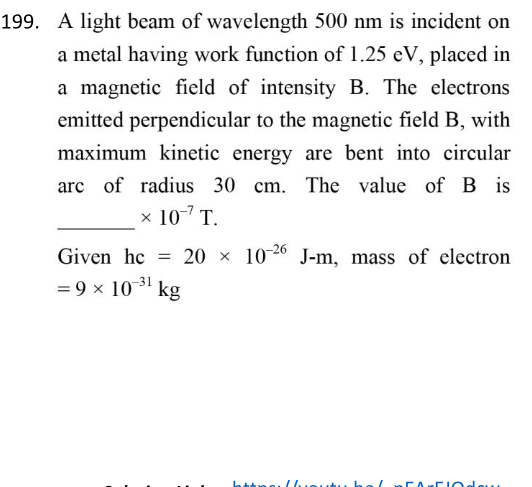 199. A light beam of wavelength 500 nm is incident on
a metal having work function of 1.25 eV, placed in
a magnetic field of intensity B. The electrons
emitted perpendicular to the magnetic field B, with
maximum kinetic energy are bent into circular
arc of radius 30 cm. The value of B is
_______ × 10⁻⁷ T.
Given hc = 20 × 10⁻²⁶ J-m, mass of electron
= 9 × 10⁻³¹ kg